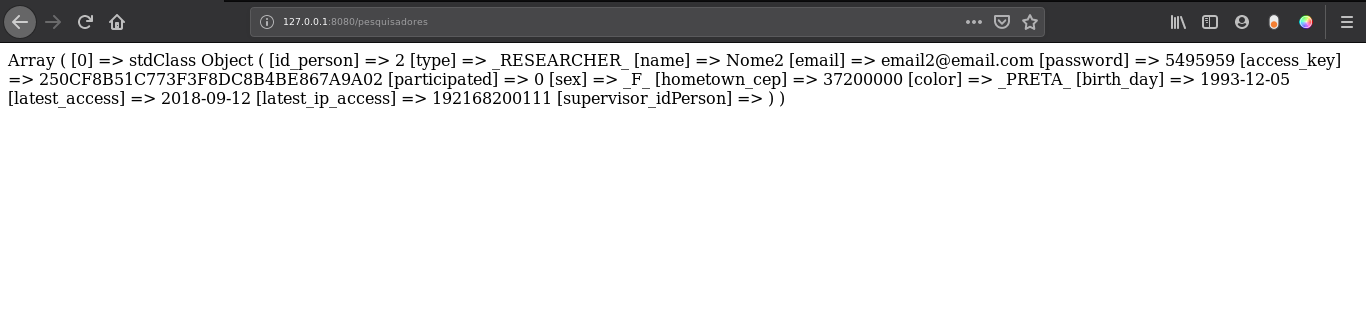 127.0.0.1:8080/pesquisadores
Array ( [0] => stdClass Object ( [id_person] => 2 [type] => _RESEARCHER_ [name] => Nome2 [email] => email2@email.com [password] => 5495959 [access_key]
=> 250CF8B51C773F3F8DC8B4BE867A9A02 [participated] => 0 [sex] => _F_ [hometown_cep] => 37200000 [color] => _PRETA_ [birth_day] => 1993-12-05
[latest_access] => 2018-09-12 [latest_ip_access] => 192168200111 [supervisor_idPerson] => ) )